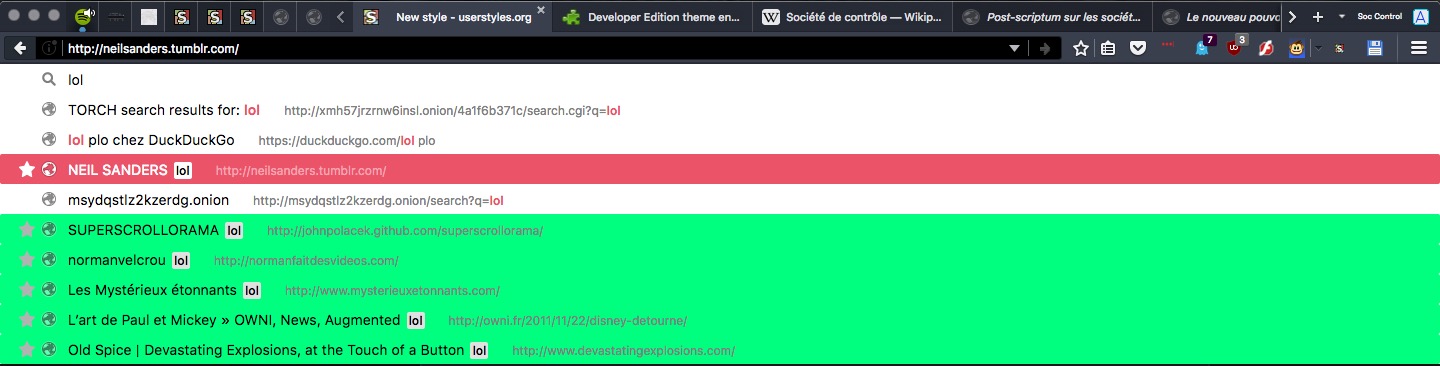 New style - userstyles.org Developer Edition theme en... Société de contrôle — Wikip... Post-scriptum sur les sociét... Le nouveau pouvo Soc Control
http://neilsanders.tumblr.com/ 7 3
lol
TORCH search results for: lol http://xmh57jrzrnw6insl.onion/4a1f6b371c/search.cgi?q=lol
lol plo chez DuckDuckGo https://duckduckgo.com/lol plo
NEIL SANDERS lol http://neilsanders.tumblr.com/
msydqstlz2kzerdg.onion http://msydqstlz2kzerdg.onion/search?q=lol
SUPERSCROLLORAMA lol http://johnpolacek.github.com/superscrollorama/
normanvelcrou lol http://normanfaitdesvideos.com/
Les Mystérieux étonnants lol http://www.mysterieuxetonnants.com/
L’art de Paul et Mickey » OWNI, News, Augmented lol http://owni.fr/2011/11/22/disney-detourne/
Old Spice | Devastating Explosions, at the Touch of a Button lol http://www.devastatingexplosions.com/